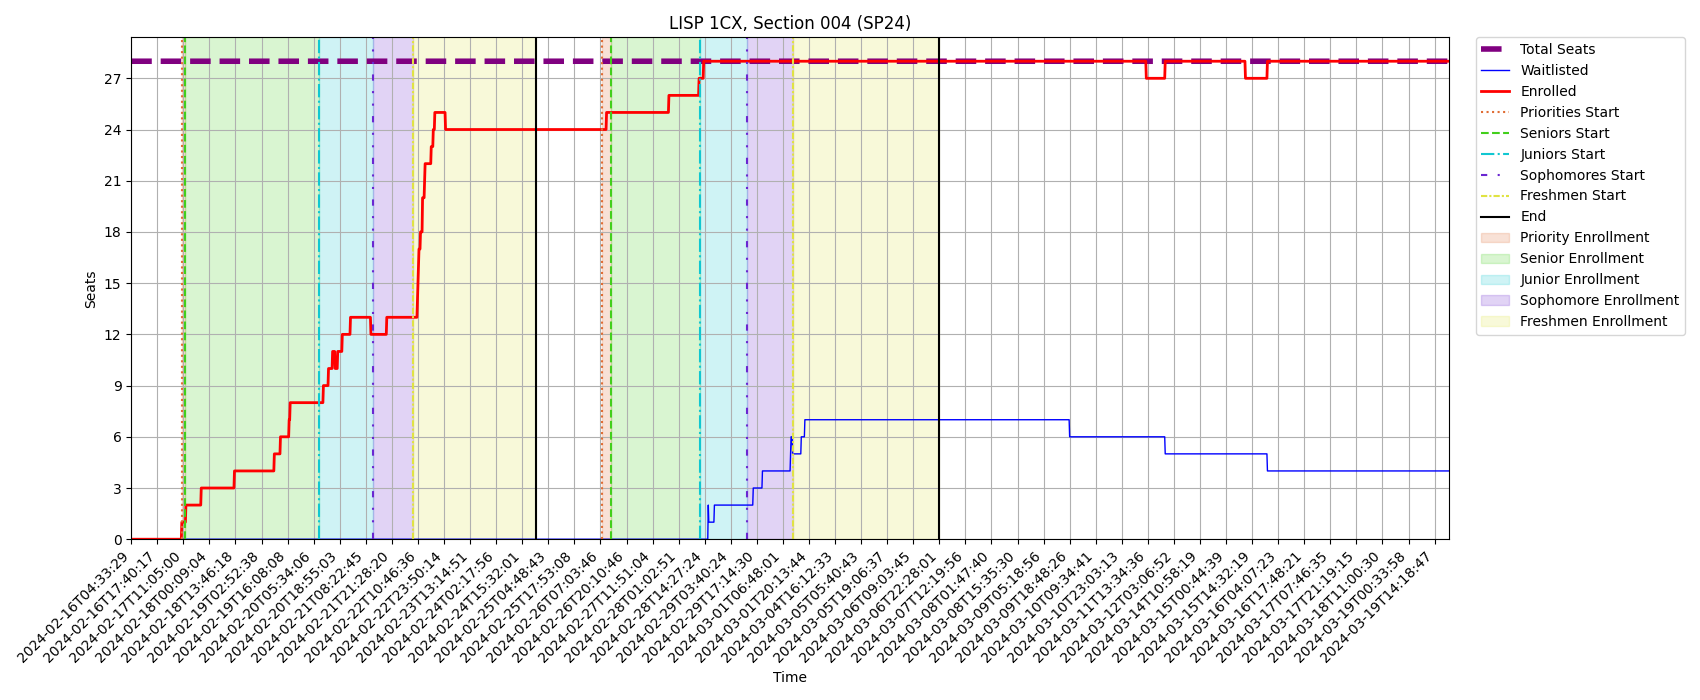 LISP 1CX, Section 004 (SP24)
Seats
27
24
21
18
15
12
9
6
3
0
2024-02-16T04:33:29
2024-02-16T17:40:17
2024-02-17T11:05:00
2024-02-18T00:09:04
2024-02-18T13:46:18
2024-02-19T02:52:38
2024-02-19T16:08:08
2024-02-20T05:34:06
2024-02-20T18:55:03
2024-02-21T08:22:45
2024-02-21T21:28:20
2024-02-22T10:46:36
2024-02-22T23:50:14
2024-02-23T13:14:51
2024-02-24T02:17:56
2024-02-24T15:32:01
2024-02-25T04:48:43
2024-02-25T17:53:08
2024-02-26T07:03:46
2024-02-26T20:10:46
2024-02-27T11:51:04
2024-02-28T01:02:51
2024-02-28T14:27:24
2024-02-29T03:40:24
2024-02-29T17:14:30
2024-03-01T06:48:01
2024-03-01T20:13:44
2024-03-04T16:12:33
2024-03-05T05:40:43
2024-03-05T19:06:37
2024-03-06T09:03:45
2024-03-06T22:28:01
2024-03-07T12:19:56
2024-03-08T01:47:40
2024-03-08T15:35:30
2024-03-09T05:18:56
2024-03-09T18:48:26
2024-03-10T09:34:41
2024-03-10T23:03:13
2024-03-11T13:34:36
2024-03-12T03:06:52
2024-03-14T10:58:19
2024-03-15T00:44:39
2024-03-15T14:32:19
2024-03-16T04:07:23
2024-03-16T17:48:21
2024-03-17T07:46:35
2024-03-17T21:19:15
2024-03-18T11:00:30
2024-03-19T00:33:58
2024-03-19T14:18:47
Time
Total Seats
Waitlisted
Enrolled
Priorities Start
Seniors Start
Juniors Start
Sophomores Start
Freshmen Start
End
Priority Enrollment
Senior Enrollment
Junior Enrollment
Sophomore Enrollment
Freshmen Enrollment